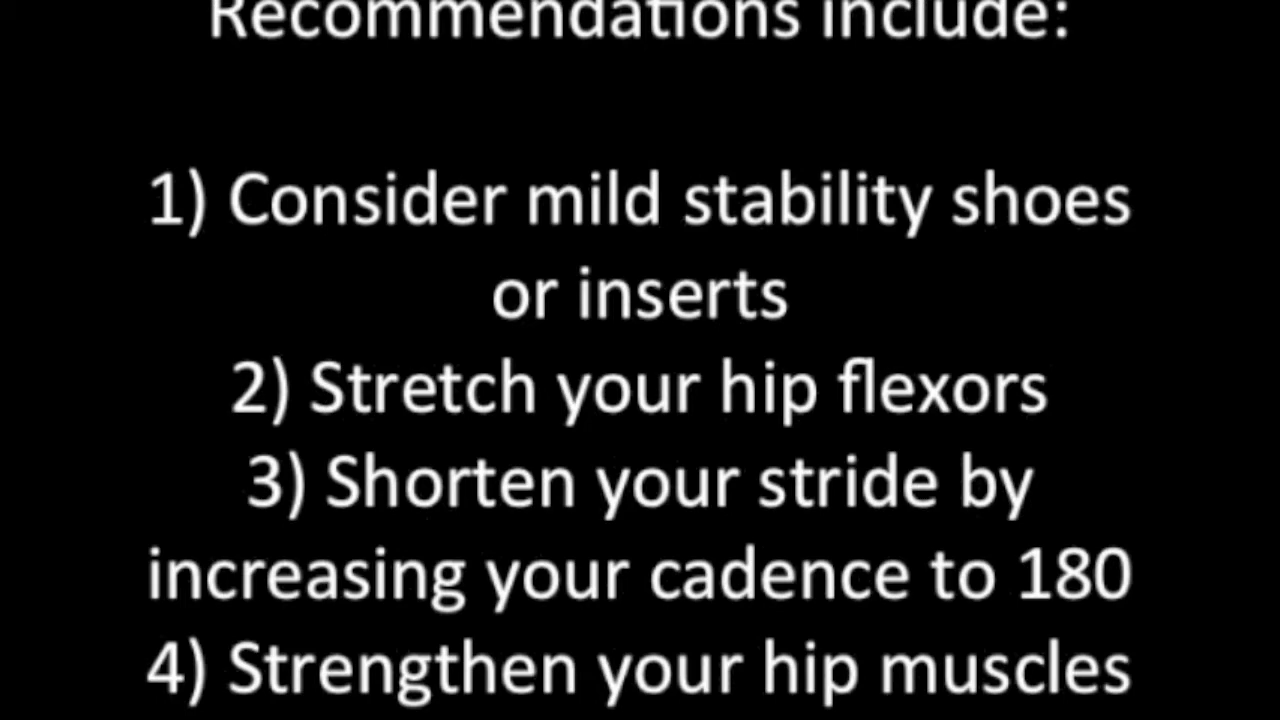 Recommendations include:
1) Consider mild stability shoes
or inserts
2) Stretch your hip flexors
3) Shorten your stride by
increasing your cadence to 180
4) Strengthen your hip muscles